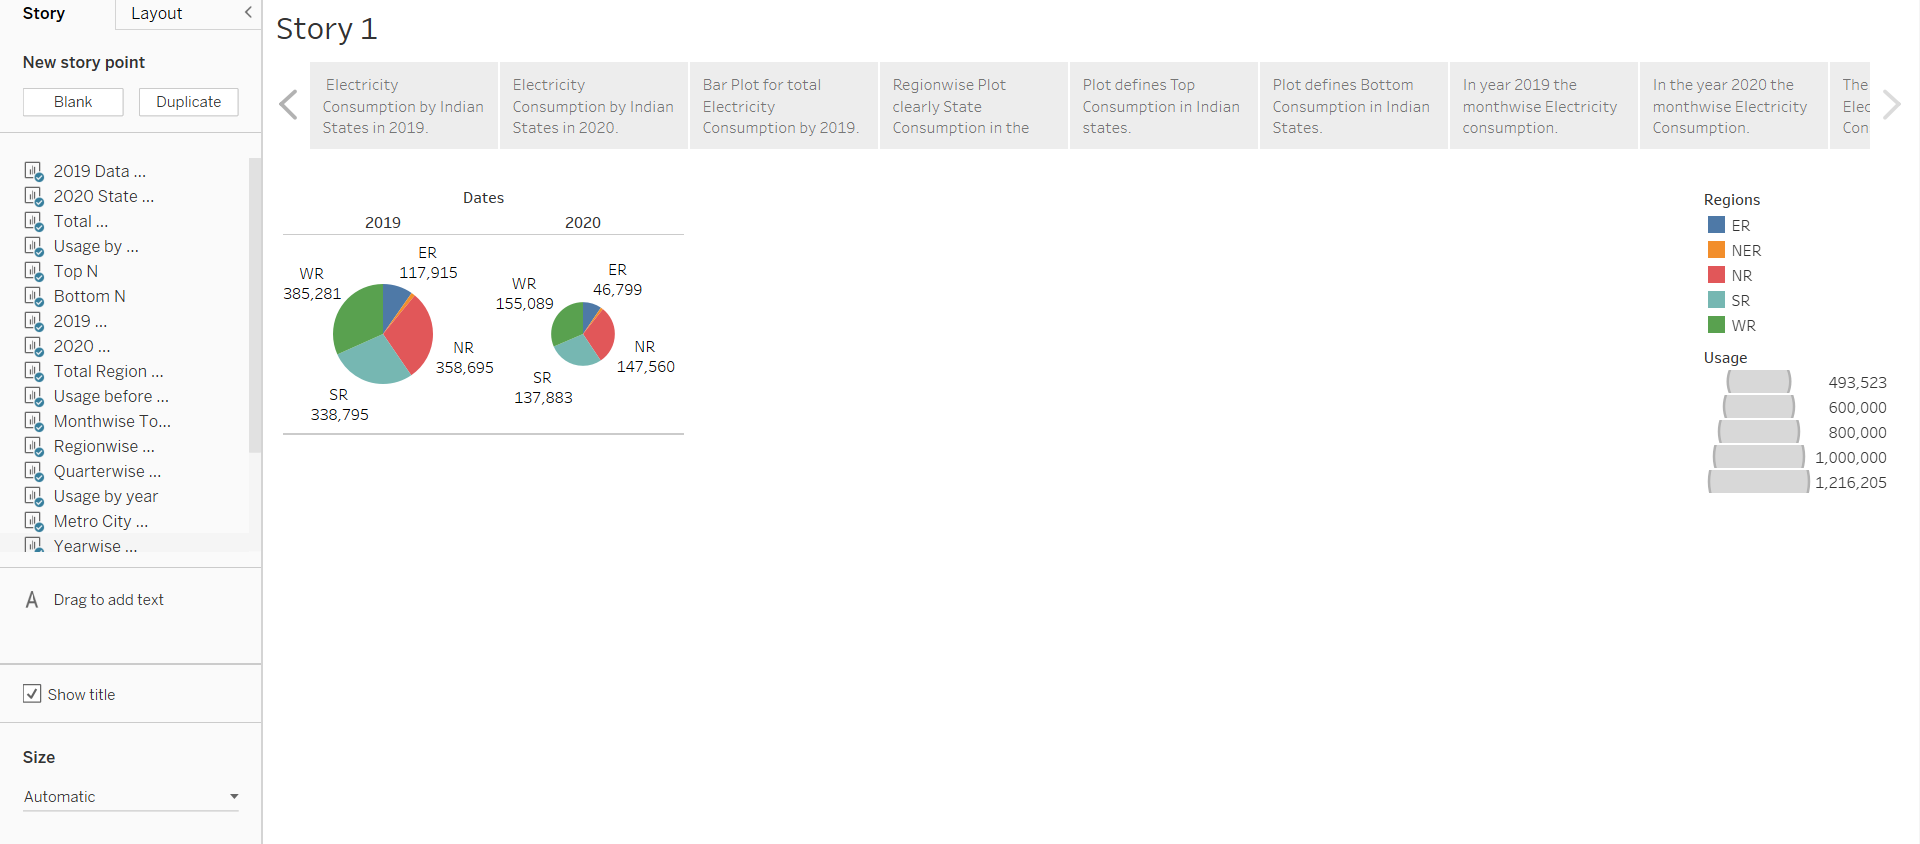 Story
Layout
New story point
Blank
Duplicate
2019 Data ...
2020 State ...
Total ...
Usage by ...
Top N
Bottom N
2019 ...
2020 ...
Total Region ...
Usage before ...
Monthwise To...
Regionwise ...
Quarterwise ...
Usage by year
Metro City ...
Yearwise ...
A Drag to add text
Show title
Size
Automatic
Story 1
Electricity
Consumption by Indian
States in 2019.
Electricity
Consumption by Indian
States in 2020.
Bar Plot for total
Electricity
Consumption by 2019.
Regionwise Plot
clearly State
Consumption in the
Plot defines Top
Consumption in Indian
states.
Plot defines Bottom
Consumption in Indian
States.
In year 2019 the
monthwise Electricity
consumption.
In the year 2020 the
monthwise Electricity
Consumption.
The
Elec
Con
Dates
2019
2020
ER
117,915
WR
385,281
NR
358,695
SR
338,795
ER
46,799
WR
155,089
NR
147,560
SR
137,883
Regions
ER
NER
NR
SR
WR
Usage
493,523
600,000
800,000
1,000,000
1,216,205